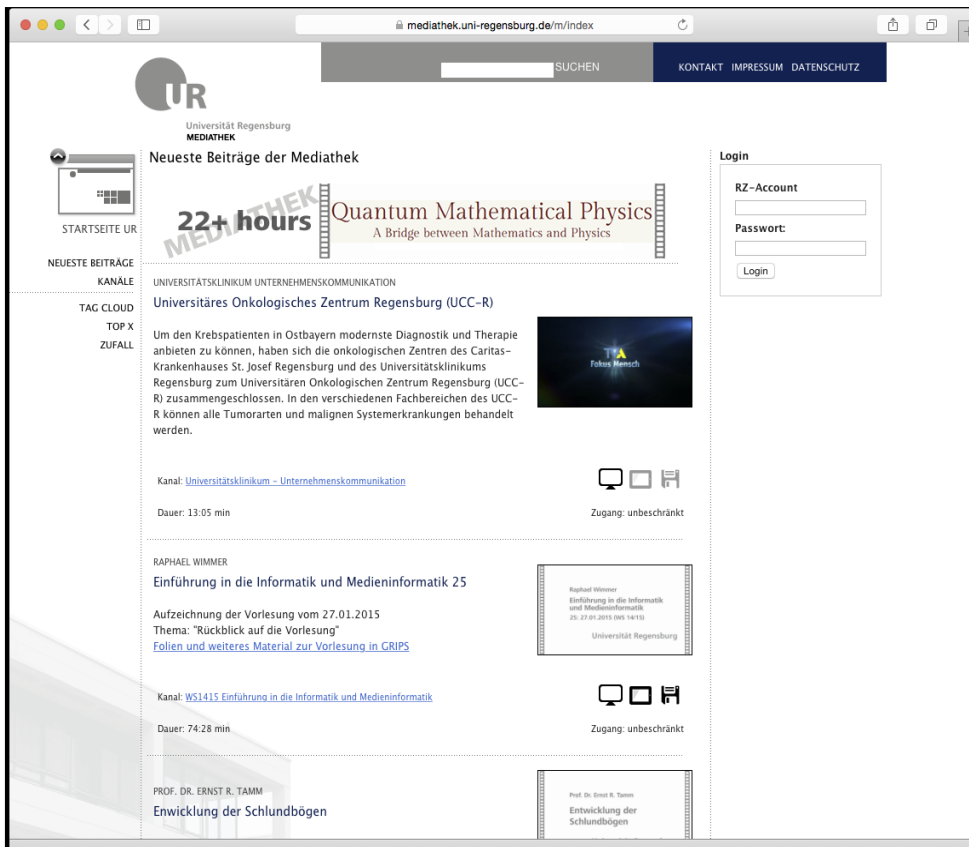 mediathek.uni-regensburg.de/m/index
SUCHEN
KONTAKT IMPRESSUM DATENSCHUTZ
UR
Universität Regensburg
MEDIATHEK
STARTSEITE UR
NEUESTE BEITRÄGE
KANÄLE
TAG CLOUD
TOP X
ZUFALL
Neueste Beiträge der Mediathek
MEDIATHEK
22+ hours
Quantum Mathematical Physics
A Bridge between Mathematics and Physics
UNIVERSITÄTSKLINIKUM UNTERNEHMENSKOMMUNIKATION
Universitäres Onkologisches Zentrum Regensburg (UCC-R)
Um den Krebspatienten in Ostbayern modernste Diagnostik und Therapie
anbieten zu können, haben sich die onkologischen Zentren des Caritas-
Krankenhauses St. Josef Regensburg und des Universitätsklinikums
Regensburg zum Universitären Onkologischen Zentrum Regensburg (UCC-
R) zusammengeschlossen. In den verschiedenen Fachbereichen des UCC-
R können alle Tumorarten und malignen Systemerkrankungen behandelt
werden.
Fokus Mensch
Kanal: Universitätsklinikum - Unternehmenskommunikation
Dauer: 13:05 min
Zugang: unbeschränkt
RAPHAEL WIMMER
Einführung in die Informatik und Medieninformatik 25
Aufzeichnung der Vorlesung vom 27.01.2015
Thema: "Rückblick auf die Vorlesung"
Folien und weiteres Material zur Vorlesung in GRIPS
Raphael Wimmer
Einführung in die Informatik
und Medieninformatik
25: 27.01.2015 (WS 14/15)
Universität Regensburg
Kanal: WS1415 Einführung in die Informatik und Medieninformatik
Dauer: 74:28 min
Zugang: unbeschränkt
PROF. DR. ERNST R. TAMM
Enwicklung der Schlundbögen
Prof. Dr. Ernst R. Tamm
Entwicklung der
Schlundbögen
Login
RZ-Account
Passwort:
Login